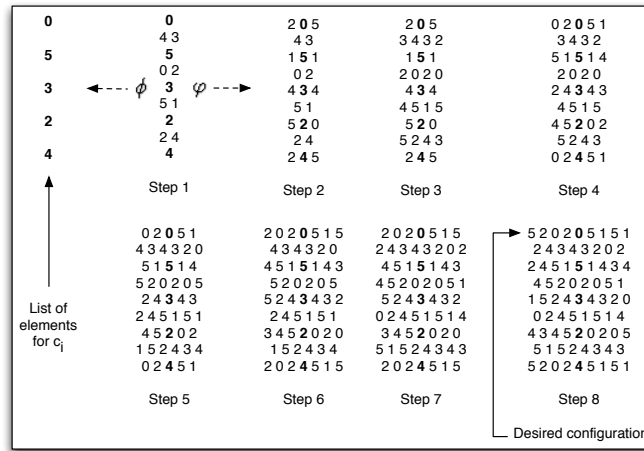 0
5
3
2
4
List of
elements
for c_i
0
4 3
5
0 2
ϕ 3 φ
5 1
2
2 4
4
Step 1
2 0 5
4 3
1 5 1
0 2
4 3 4
5 1
5 2 0
2 4
2 4 5
Step 2
2 0 5
3 4 3 2
1 5 1
2 0 2 0
4 3 4
4 5 1 5
5 2 0
5 2 4 3
2 4 5
Step 3
0 2 0 5 1
3 4 3 2
5 1 5 1 4
2 0 2 0
2 4 3 4 3
4 5 1 5
4 5 2 0 2
5 2 4 3
0 2 4 5 1
Step 4
0 2 0 5 1
4 3 4 3 2 0
5 1 5 1 4
5 2 0 2 0 5
2 4 3 4 3
2 4 5 1 5 1
4 5 2 0 2
1 5 2 4 3 4
0 2 4 5 1
Step 5
2 0 2 0 5 1 5
4 3 4 3 2 0
4 5 1 5 1 4 3
5 2 0 2 0 5
5 2 4 3 4 3 2
2 4 5 1 5 1
3 4 5 2 0 2 0
1 5 2 4 3 4
2 0 2 4 5 1 5
Step 6
2 0 2 0 5 1 5
2 4 3 4 3 2 0 2
4 5 1 5 1 4 3
4 5 2 0 2 0 5 1
5 2 4 3 4 3 2
0 2 4 5 1 5 1 4
3 4 5 2 0 2 0
5 1 5 2 4 3 4 3
2 0 2 4 5 1 5
Step 7
5 2 0 2 0 5 1 5 1
2 4 3 4 3 2 0 2
2 4 5 1 5 1 4 3 4
4 5 2 0 2 0 5 1
1 5 2 4 3 4 3 2 0
0 2 4 5 1 5 1 4
4 3 4 5 2 0 2 0 5
5 1 5 2 4 3 4 3
5 2 0 2 4 5 1 5 1
Step 8
Desired configuration